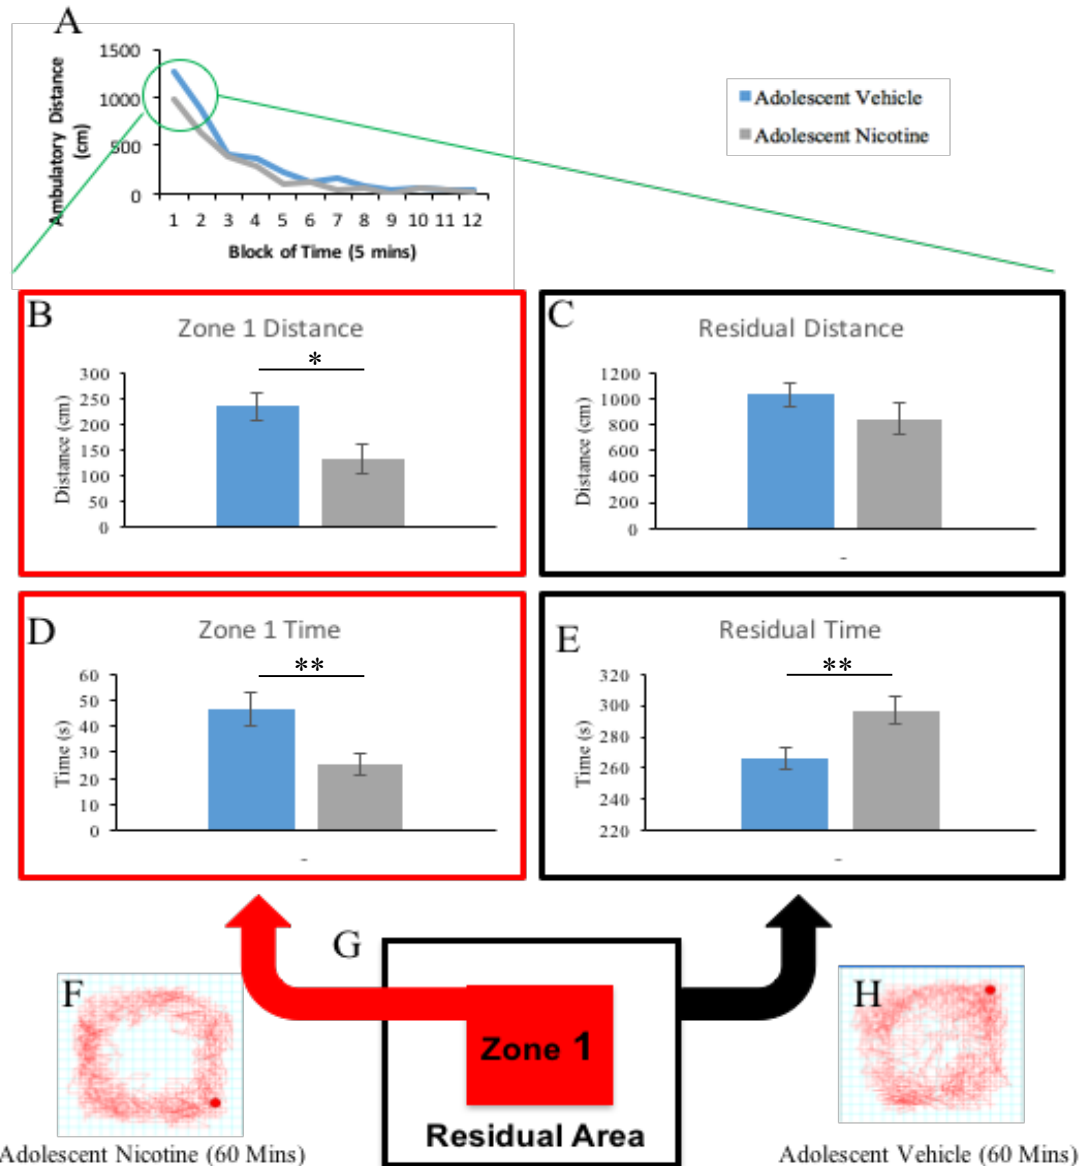 A
Ambulatory Distance
(cm)
1500
1000
500
0
1 2 3 4 5 6 7 8 9 10 11 12
Block of Time (5 mins)
Adolescent Vehicle
Adolescent Nicotine
B
Zone 1 Distance
*
Distance (cm)
300
250
200
150
100
50
0
C
Residual Distance
Distance (cm)
1200
1000
800
600
400
200
0
-
D
Zone 1 Time
**
Time (s)
60
50
40
30
20
10
0
-
E
Residual Time
**
Time (s)
320
300
280
260
240
220
-
F
Adolescent Nicotine (60 Mins)
G
Zone 1
Residual Area
H
Adolescent Vehicle (60 Mins)